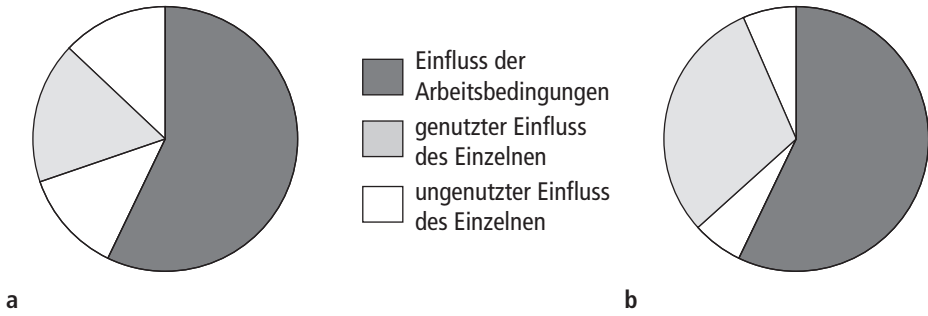 Einfluss der
Arbeitsbedingungen
genutzter Einfluss
des Einzelnen
ungenutzter Einfluss
des Einzelnen
a
b